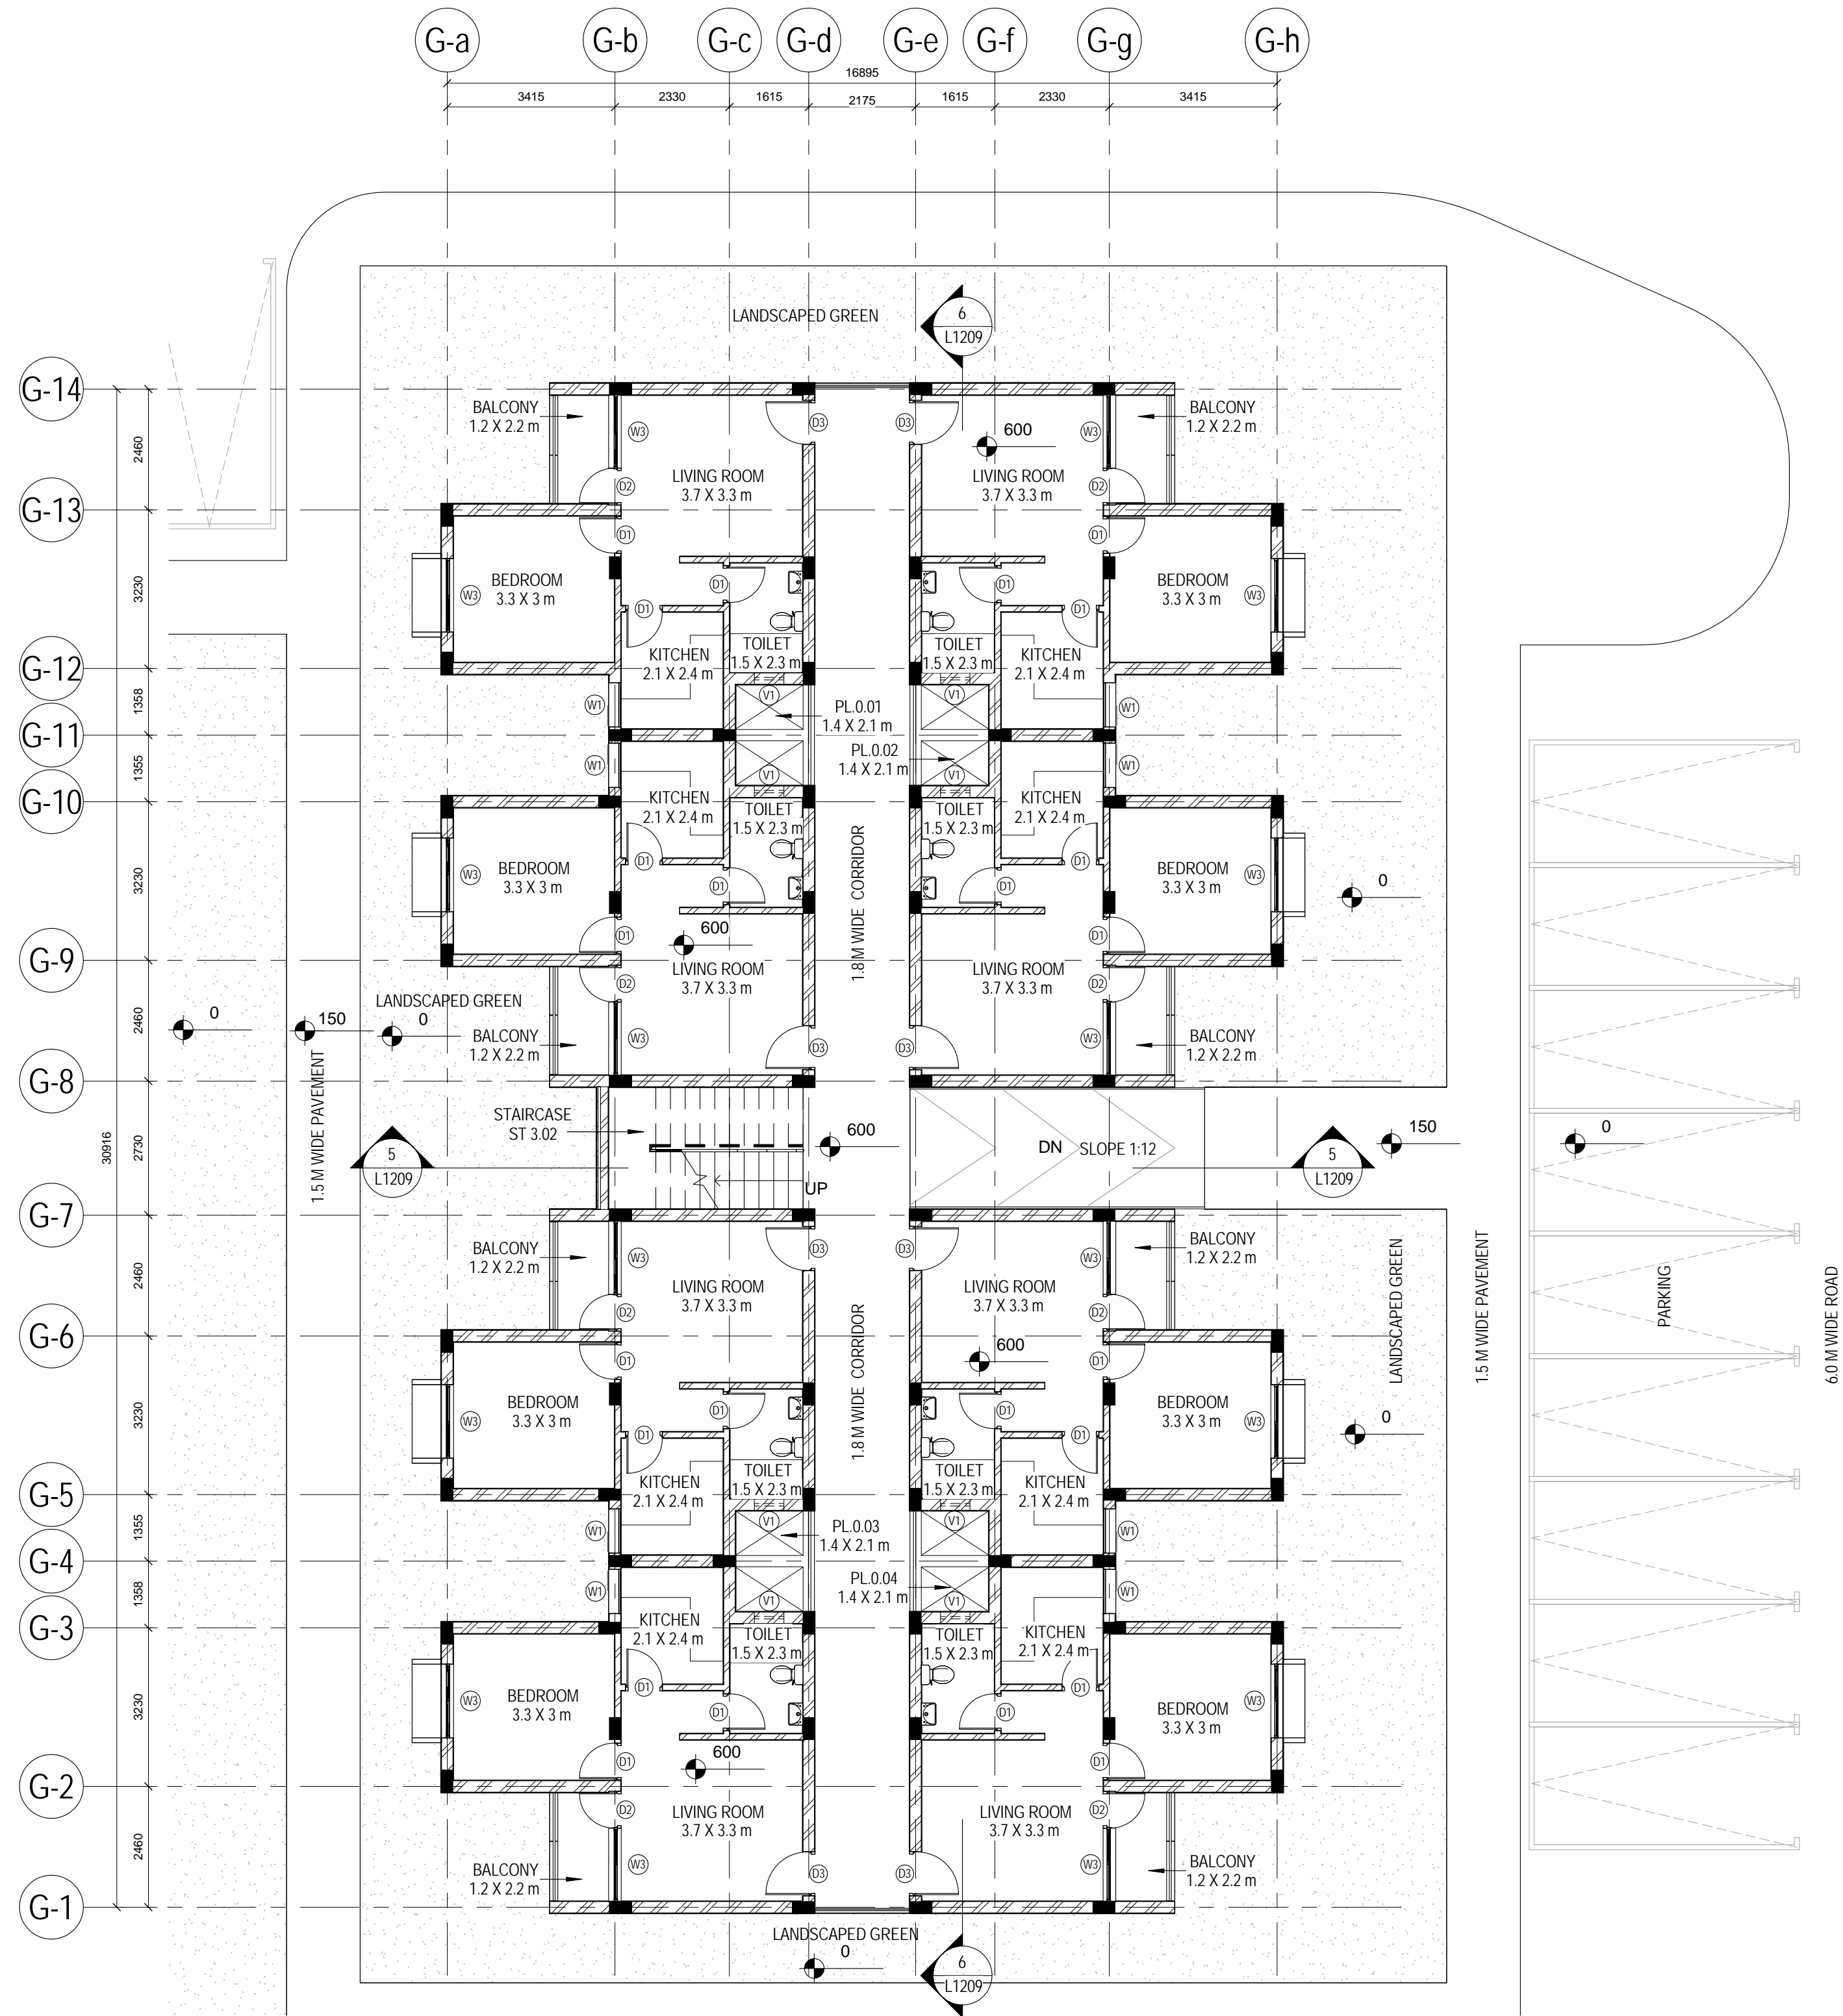 G-a G-b G-c G-d G-e G-f G-g G-h
16895
3415 2330 1615 2175 1615 2330 3415
LANDSCAPED GREEN
6
L1209
G-14
BALCONY
1.2 X 2.2 m
W3
D3
D3
600
W3
BALCONY
1.2 X 2.2 m
2460
LIVING ROOM
3.7 X 3.3 m
D2
LIVING ROOM
3.7 X 3.3 m
D2
G-13
D1
D1
3230
BEDROOM
3.3 X 3 m
W3
D1
D1
D1
D1
BEDROOM
3.3 X 3 m
W3
TOILET
1.5 X 2.3 m
TOILET
1.5 X 2.3 m
G-12
KITCHEN
2.1 X 2.4 m
KITCHEN
2.1 X 2.4 m
1358
W1
V1
PL.0.01
1.4 X 2.1 m
V1
W1
G-11
1355
W1
V1
PL.0.02
1.4 X 2.1 m
V1
W1
G-10
KITCHEN
2.1 X 2.4 m
TOILET
1.5 X 2.3 m
TOILET
1.5 X 2.3 m
KITCHEN
2.1 X 2.4 m
3230
BEDROOM
3.3 X 3 m
W3
D1
D1
1.8 M WIDE CORRIDOR
D1
D1
BEDROOM
3.3 X 3 m
W3
0
D1
600
D1
G-9
LIVING ROOM
3.7 X 3.3 m
LIVING ROOM
3.7 X 3.3 m
D2
D2
LANDSCAPED GREEN
0
150
0
2460
BALCONY
1.2 X 2.2 m
W3
D3
D3
W3
BALCONY
1.2 X 2.2 m
G-8
1.5 M WIDE PAVEMENT
30916
2730
STAIRCASE
ST 3.02
600
DN SLOPE 1:12
150
0
5
L1209
5
L1209
UP
G-7
BALCONY
1.2 X 2.2 m
W3
D3
D3
W3
BALCONY
1.2 X 2.2 m
2460
LIVING ROOM
3.7 X 3.3 m
D2
LIVING ROOM
3.7 X 3.3 m
D2
LANDSCAPED GREEN
1.5 M WIDE PAVEMENT
PARKING
6.0 M WIDE ROAD
G-6
D1
600
D1
1.8 M WIDE CORRIDOR
3230
BEDROOM
3.3 X 3 m
W3
D1
D1
D1
D1
BEDROOM
3.3 X 3 m
W3
0
TOILET
1.5 X 2.3 m
TOILET
1.5 X 2.3 m
G-5
KITCHEN
2.1 X 2.4 m
KITCHEN
2.1 X 2.4 m
1355
W1
V1
PL.0.03
1.4 X 2.1 m
V1
W1
G-4
1358
W1
V1
PL.0.04
1.4 X 2.1 m
V1
W1
G-3
KITCHEN
2.1 X 2.4 m
TOILET
1.5 X 2.3 m
TOILET
1.5 X 2.3 m
KITCHEN
2.1 X 2.4 m
3230
BEDROOM
3.3 X 3 m
W3
D1
D1
D1
D1
BEDROOM
3.3 X 3 m
W3
D1
600
D1
G-2
LIVING ROOM
3.7 X 3.3 m
D2
LIVING ROOM
3.7 X 3.3 m
D2
2460
BALCONY
1.2 X 2.2 m
W3
D3
D3
W3
BALCONY
1.2 X 2.2 m
G-1
LANDSCAPED GREEN
0
6
L1209